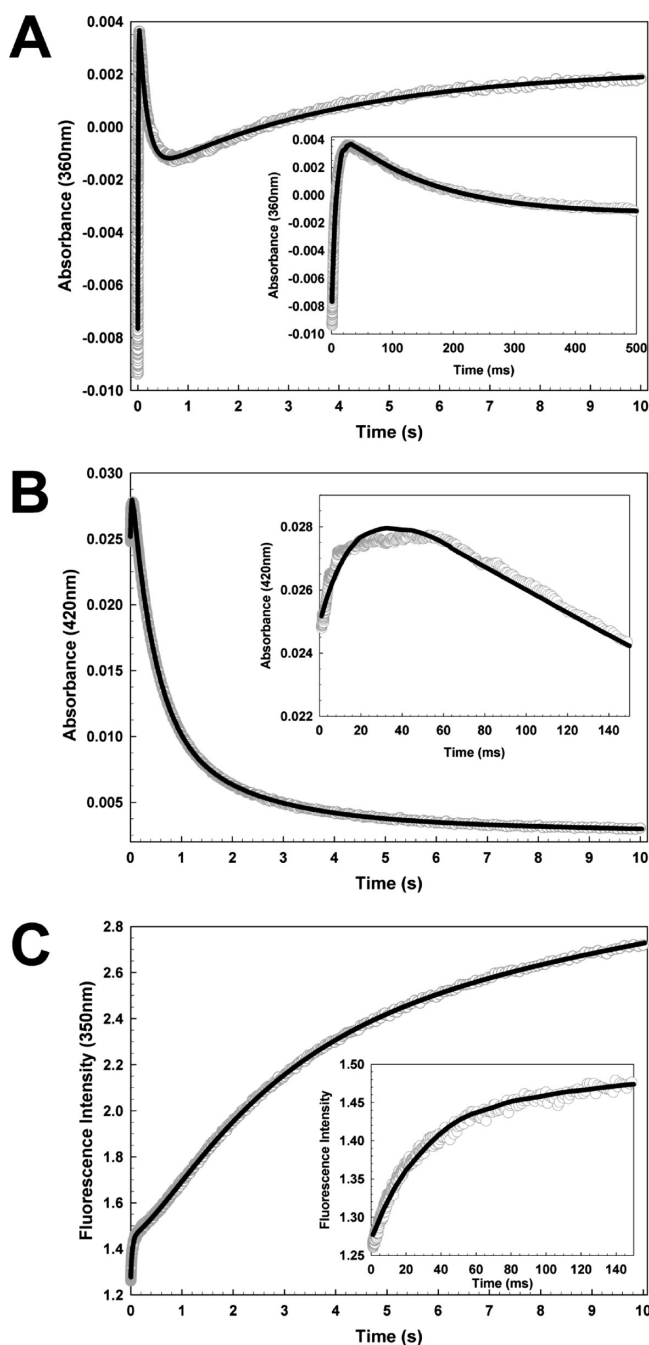 A
Absorbance (360nm)
0.004
0.002
0.000
-0.002
-0.004
-0.006
-0.008
-0.010
0 1 2 3 4 5 6 7 8 9 10
Time (s)
Absorbance (360nm)
0.004
0.002
0.000
-0.002
-0.004
-0.006
-0.008
-0.010
0 100 200 300 400 500
Time (ms)
B
Absorbance (420nm)
0.030
0.025
0.020
0.015
0.010
0.005
0 1 2 3 4 5 6 7 8 9 10
Time (s)
Absorbance (420nm)
0.028
0.026
0.024
0.022
0 20 40 60 80 100 120 140
Time (ms)
C
Fluorescence Intensity (350nm)
2.8
2.6
2.4
2.2
2.0
1.8
1.6
1.4
1.2
0 1 2 3 4 5 6 7 8 9 10
Time (s)
Fluorescence Intensity
1.50
1.45
1.40
1.35
1.30
1.25
0 20 40 60 80 100 120 140
Time (ms)